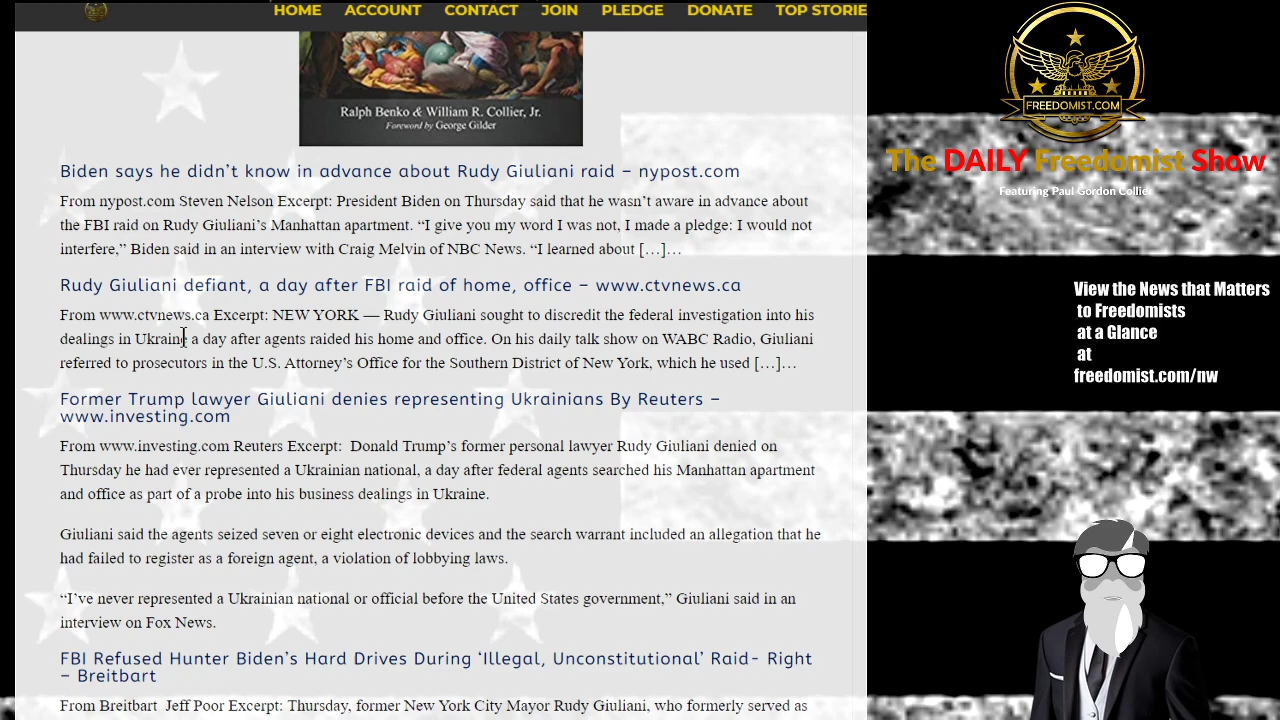 HOME ACCOUNT CONTACT JOIN PLEDGE DONATE TOP STORIE
Ralph Benko & William R. Collier, Jr.
Foreword by George Gilder
Biden says he didn’t know in advance about Rudy Giuliani raid – nypost.com
From nypost.com Steven Nelson Excerpt: President Biden on Thursday said that he wasn’t aware in advance about
the FBI raid on Rudy Giuliani’s Manhattan apartment. “I give you my word I was not, I made a pledge: I would not
interfere,” Biden said in an interview with Craig Melvin of NBC News. “I learned about […]…
Rudy Giuliani defiant, a day after FBI raid of home, office – www.ctvnews.ca
From www.ctvnews.ca Excerpt: NEW YORK — Rudy Giuliani sought to discredit the federal investigation into his
dealings in Ukraine a day after agents raided his home and office. On his daily talk show on WABC Radio, Giuliani
referred to prosecutors in the U.S. Attorney’s Office for the Southern District of New York, which he used […]…
Former Trump lawyer Giuliani denies representing Ukrainians By Reuters –
www.investing.com
From www.investing.com Reuters Excerpt:  Donald Trump’s former personal lawyer Rudy Giuliani denied on
Thursday he had ever represented a Ukrainian national, a day after federal agents searched his Manhattan apartment
and office as part of a probe into his business dealings in Ukraine.
Giuliani said the agents seized seven or eight electronic devices and the search warrant included an allegation that he
had failed to register as a foreign agent, a violation of lobbying laws.
“I’ve never represented a Ukrainian national or official before the United States government,” Giuliani said in an
interview on Fox News.
FBI Refused Hunter Biden’s Hard Drives During ‘Illegal, Unconstitutional’ Raid- Right
– Breitbart
From Breitbart  Jeff Poor Excerpt: Thursday, former New York City Mayor Rudy Giuliani, who formerly served as
FREEDOMIST.COM
The DAILY Freedomist Show
Featuring Paul Gordon Collier
View the News that Matters
to Freedomists
at a Glance
at
freedomist.com/nw